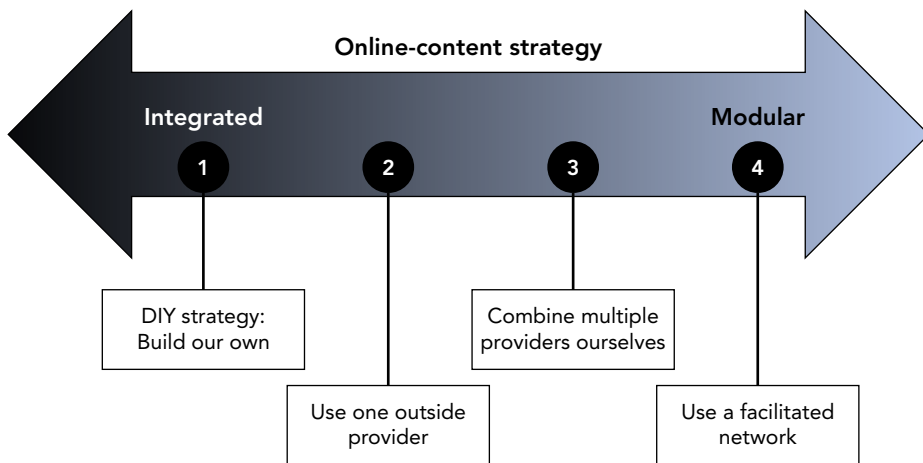 Online-content strategy
Integrated
Modular
1
2
3
4
DIY strategy:
Build our own
Use one outside
provider
Combine multiple
providers ourselves
Use a facilitated
network